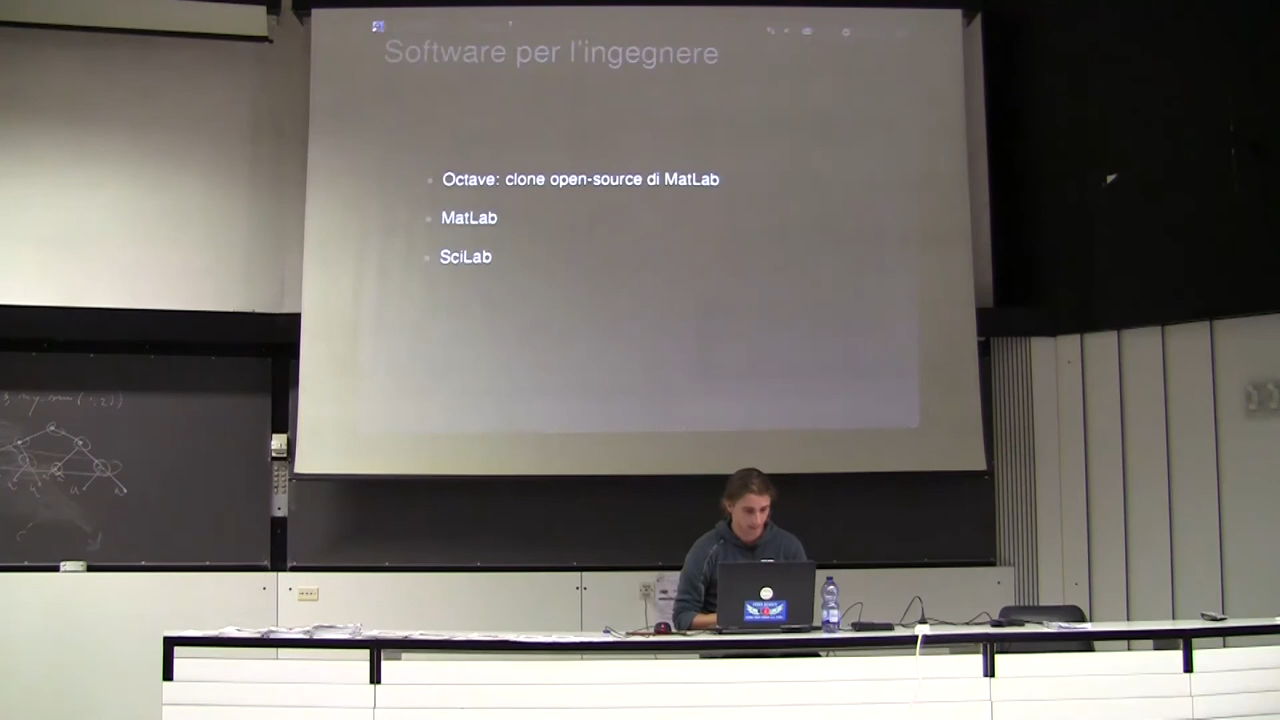 Software per l'ingegnere
Octave: clone open-source di MatLab
MatLab
SciLab